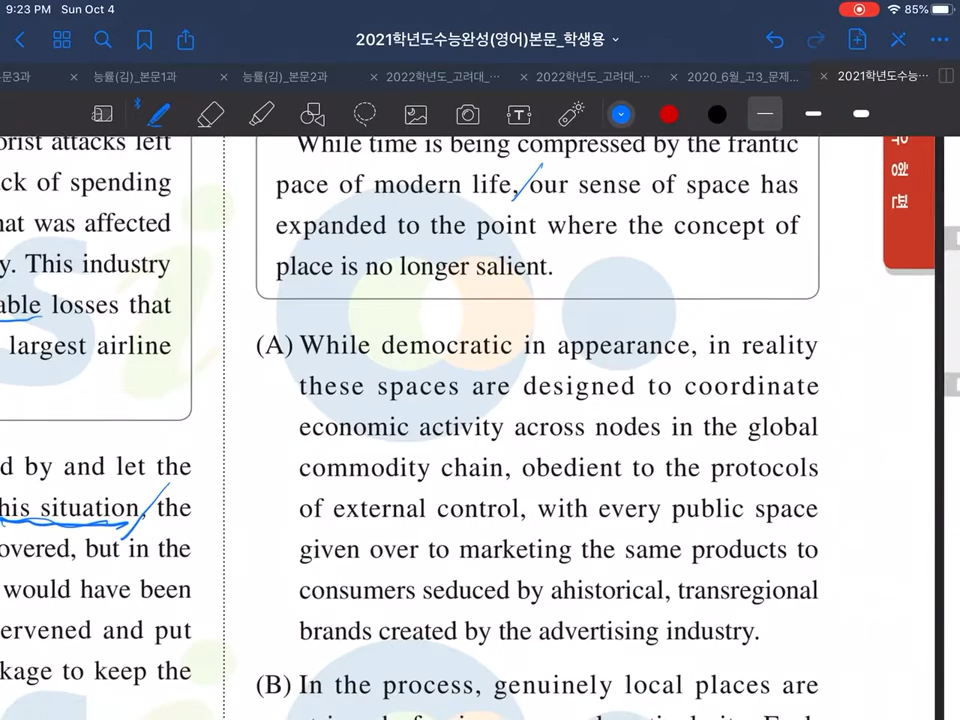 9:23 PM Sun Oct 4
85%
2021학년도수능완성(영어)본문_학생용
문3과
능률(김)_본문1과
능률(김)_본문2과
2022학년도_고려대_…
2022학년도_고려대_…
2020_6월_고3_문제…
2021학년도수능…
orist attacks left
ck of spending
hat was affected
y. This industry
able losses that
largest airline
d by and let the
his situation, the
overed, but in the
would have been
ervened and put
kage to keep the
While time is being compressed by the frantic
pace of modern life, our sense of space has
expanded to the point where the concept of
place is no longer salient.
(A) While democratic in appearance, in reality
these spaces are designed to coordinate
economic activity across nodes in the global
commodity chain, obedient to the protocols
of external control, with every public space
given over to marketing the same products to
consumers seduced by ahistorical, transregional
brands created by the advertising industry.
(B) In the process, genuinely local places are